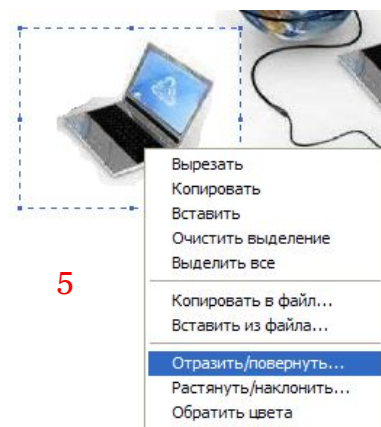 Вырезать
Копировать
Вставить
Очистить выделение
Выделить все
5
Копировать в файл...
Вставить из файла...
Отразить/повернуть...
Растянуть/наклонить...
Обратить цвета